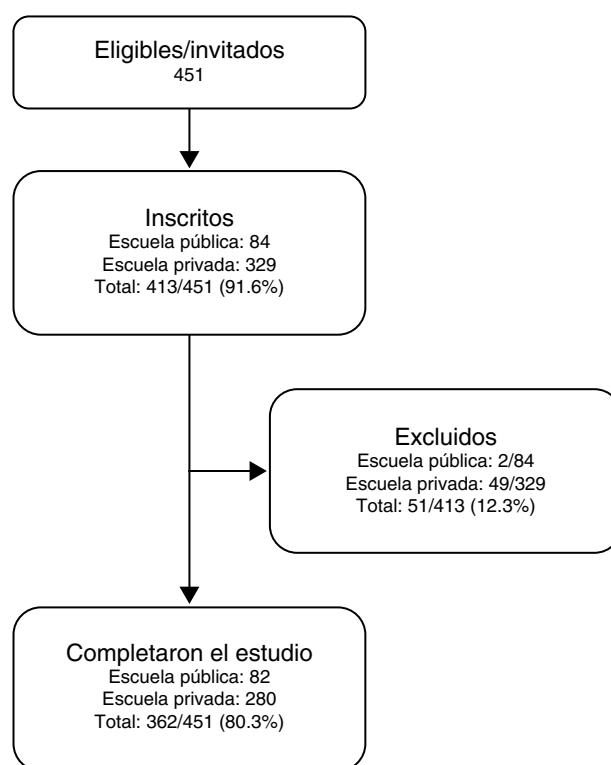 Eligibles/invitados
451
Inscritos
Escuela pública: 84
Escuela privada: 329
Total: 413/451 (91.6%)
Excluidos
Escuela pública: 2/84
Escuela privada: 49/329
Total: 51/413 (12.3%)
Completaron el estudio
Escuela pública: 82
Escuela privada: 280
Total: 362/451 (80.3%)